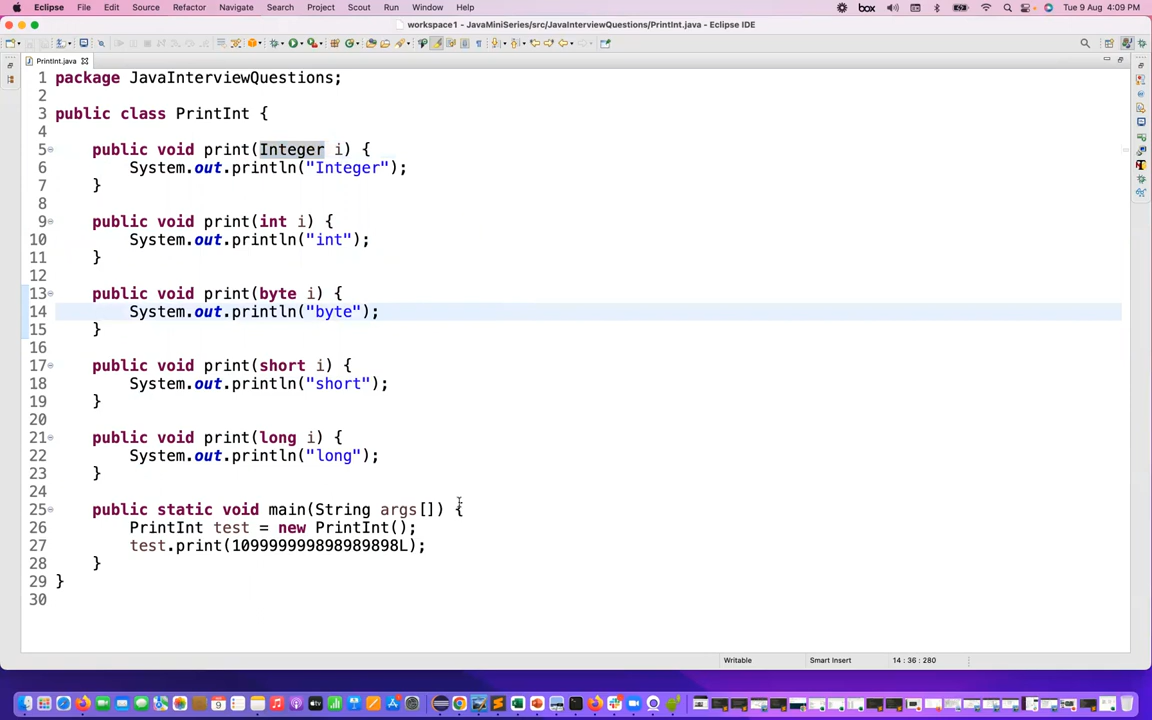 Eclipse File Edit Source Refactor Navigate Search Project Scout Run Window Help box Tue 9 Aug 4:09 PM
workspace1 - JavaMiniSeries/src/JavaInterviewQuestions/PrintInt.java - Eclipse IDE
PrintInt.java
1 package JavaInterviewQuestions;
2
3 public class PrintInt {
4
5 public void print(Integer i) {
6 System.out.println("Integer");
7 }
8
9 public void print(int i) {
10 System.out.println("int");
11 }
12
13 public void print(byte i) {
14 System.out.println("byte");
15 }
16
17 public void print(short i) {
18 System.out.println("short");
19 }
20
21 public void print(long i) {
22 System.out.println("long");
23 }
24
25 public static void main(String args[]) {
26 PrintInt test = new PrintInt();
27 test.print(109999999898989898L);
28 }
29 }
30
Writable Smart Insert 14 : 36 : 280